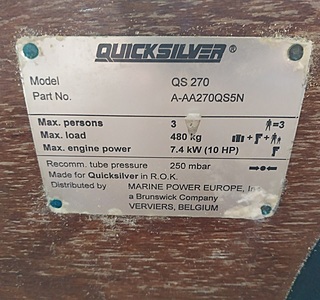 QUICKSILVER®
Model QS 270
Part No. A-AA270QS5N
Max. persons 3 =3
Max. load 480 kg
Max. engine power 7.4 kW (10 HP)
Recomm. tube pressure 250 mbar
Made for Quicksilver in R.O.K.
Distributed by MARINE POWER EUROPE, In
a Brunswick Company
VERVIERS, BELGIUM